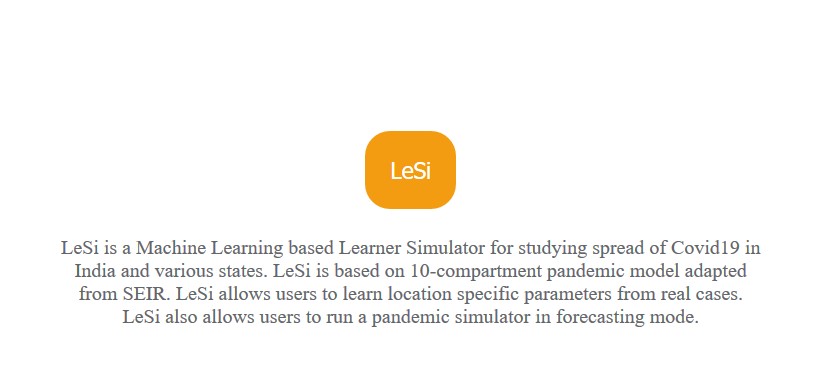 LeSi
LeSi is a Machine Learning based Learner Simulator for studying spread of Covid19 in
India and various states. LeSi is based on 10-compartment pandemic model adapted
from SEIR. LeSi allows users to learn location specific parameters from real cases.
LeSi also allows users to run a pandemic simulator in forecasting mode.